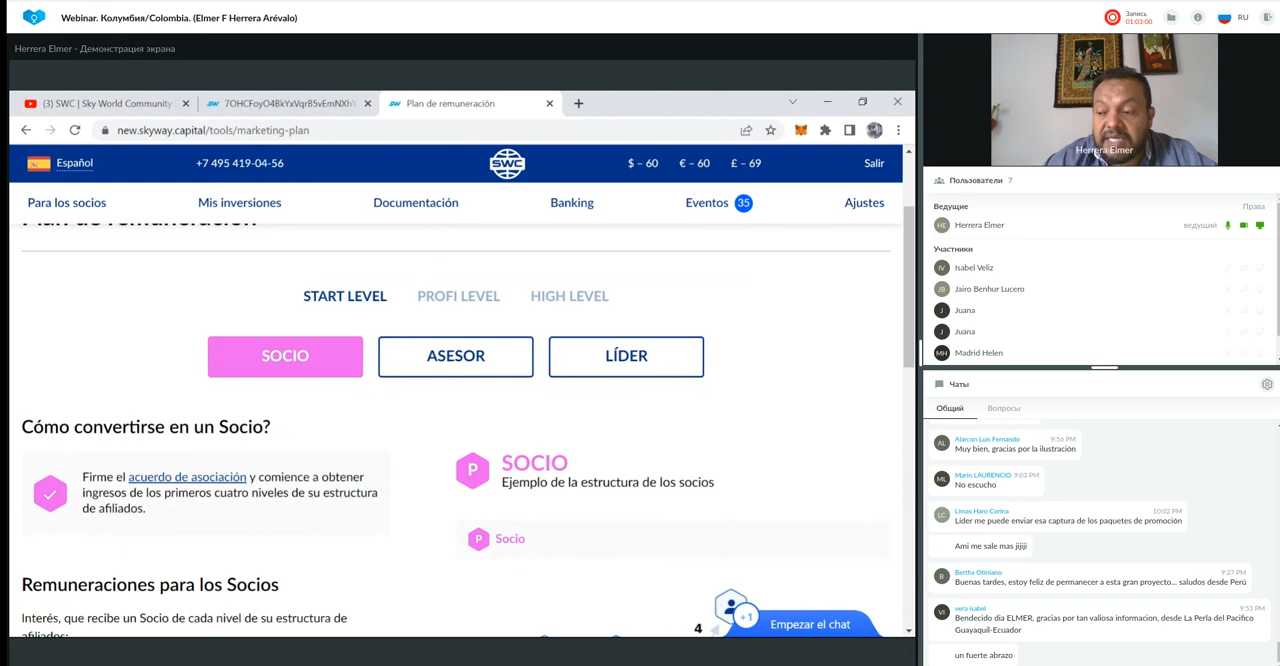 Webinar. Колумбия/Colombia. (Elmer F Herrera Arévalo)
Запись
01:03:00
RU
Herrera Elmer - Демонстрация экрана
(3) SWC | Sky World Community
Plan de remuneración
new.skyway.capital/tools/marketing-plan
Español
+7 495 419-04-56
SWC
$ – 60
€ – 60
£ – 69
Salir
Para los socios
Mis inversiones
Documentación
Banking
Eventos 35
Ajustes
Plan de remuneración
START LEVEL
PROFI LEVEL
HIGH LEVEL
SOCIO
ASESOR
LÍDER
Cómo convertirse en un Socio?
Firme el acuerdo de asociación y comience a obtener
ingresos de los primeros cuatro niveles de su estructura
de afiliados.
P
SOCIO
Ejemplo de la estructura de los socios
P
Socio
Remuneraciones para los Socios
Interés, que recibe un Socio de cada nivel de su estructura de
afiliados:
4
+1
Empezar el chat
Herrera Elmer
Пользователи 7
Ведущие
Права
HE
Herrera Elmer
ведущий
Участники
IV
Isabel Veliz
JB
Jairo Benhur Lucero
J
Juana
J
Juana
MH
Madrid Helen
Чаты
Общий
Вопросы
AL
Alarcon Luis Fernando 9:56 PM
Muy bien, gracias por la ilustración
ML
Marin LAURENCIO 9:03 PM
No escucho
LC
Limas Haro Corina 10:02 PM
Líder me puede enviar esa captura de los paquetes de promoción
Ami me sale mas jijiji
B
Bertha Otiniano 9:27 PM
Buenas tardes, estoy feliz de permanecer a esta gran proyecto... saludos desde Perú
VI
vera isabel 9:53 PM
Bendecido dia ELMER, gracias por tan valiosa informacion, desde La Perla del Pacifico
Guayaquil-Ecuador
un fuerte abrazo